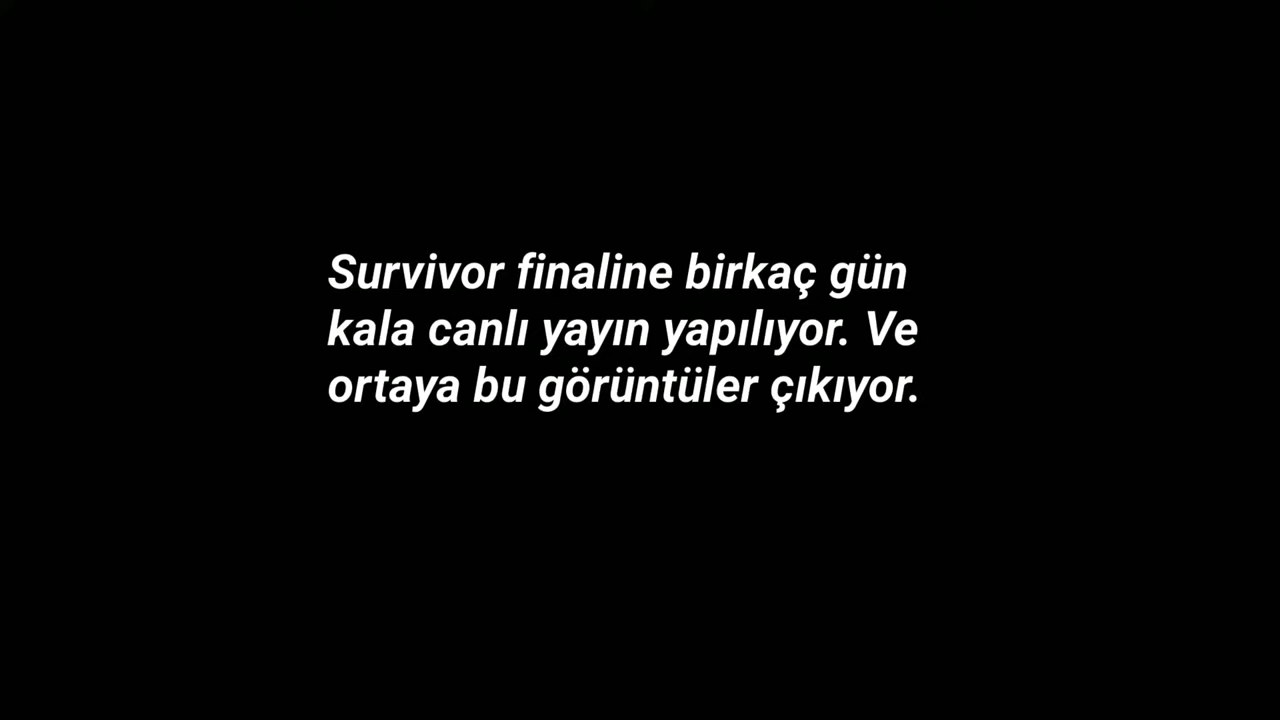 Survivor finaline birkaç gün
kala canlı yayın yapılıyor. Ve
ortaya bu görüntüler çıkıyor.